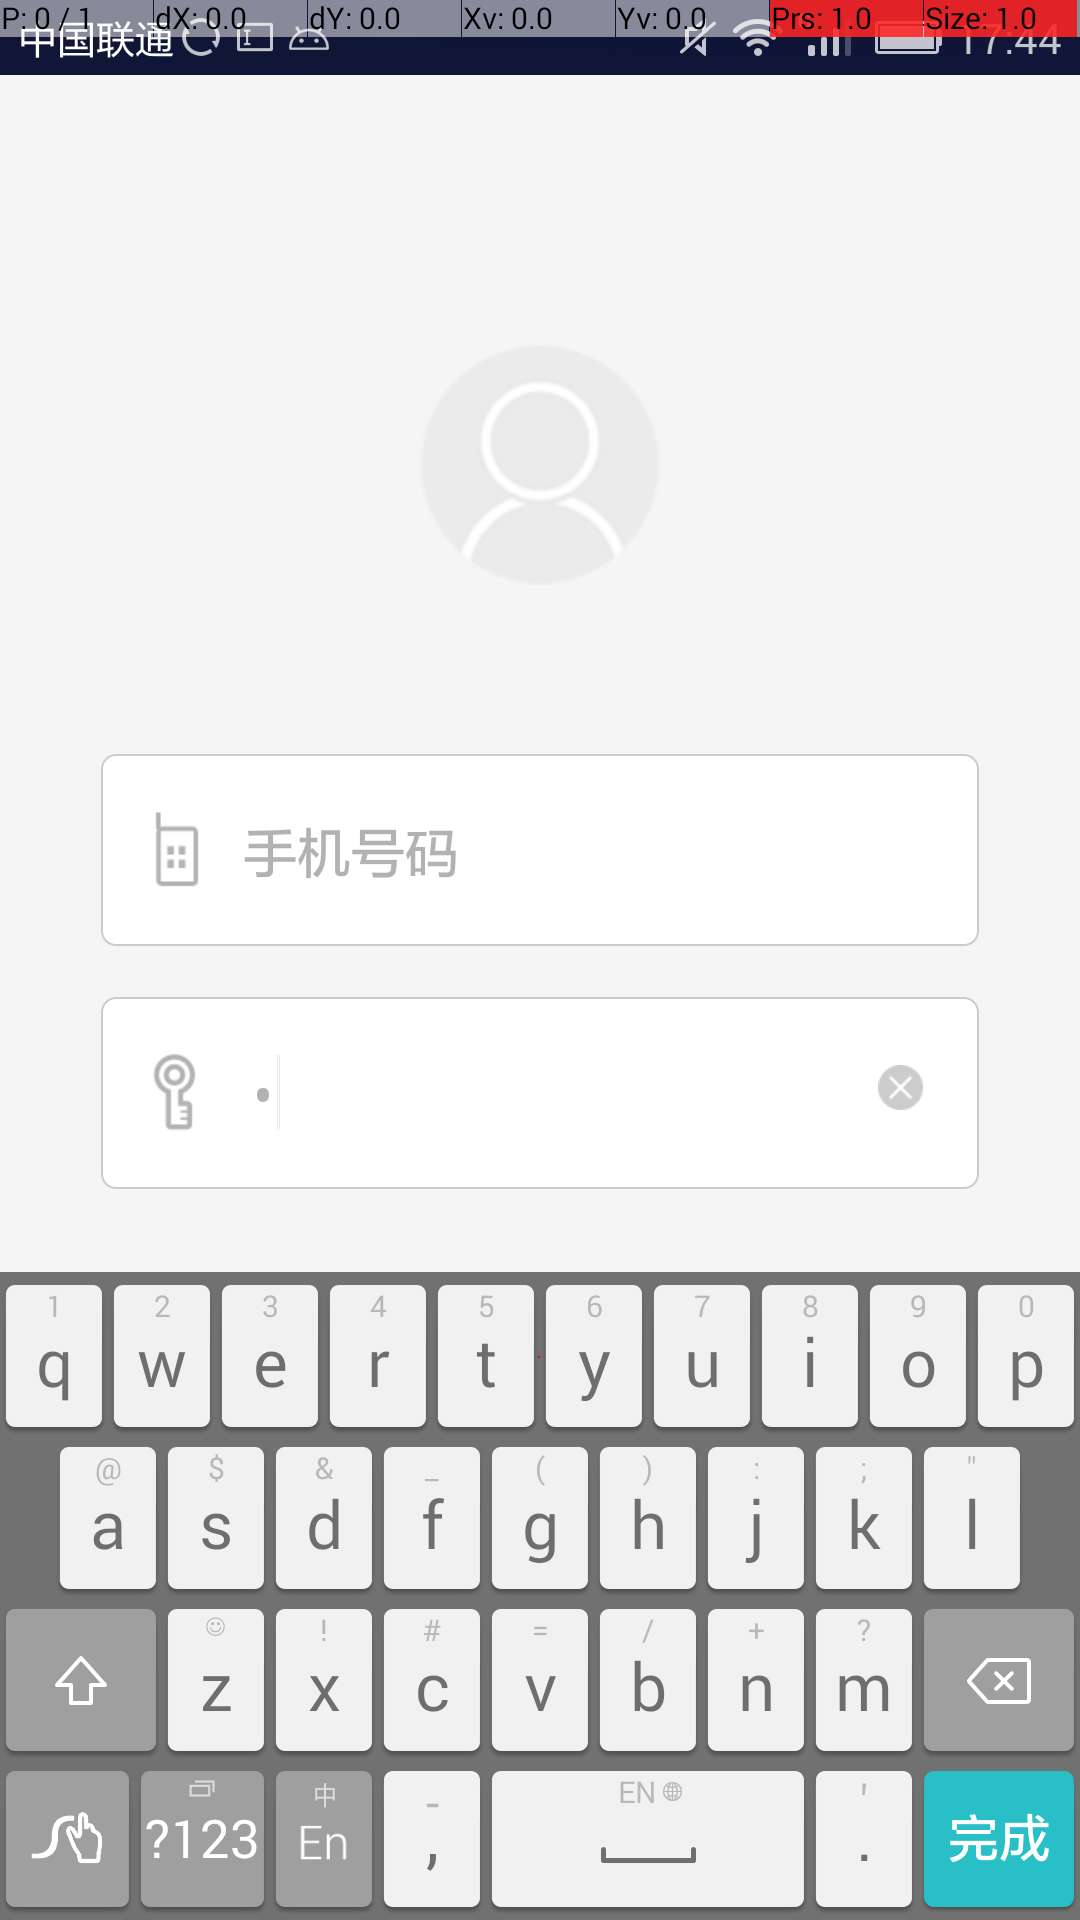 P: 0 / 1 dX: 0.0 dY: 0.0 Xv: 0.0 Yv: 0.0 Prs: 1.0 Size: 1.0
中国联通 17:44
手机号码
•
1 2 3 4 5 6 7 8 9 0
q w e r t y u i o p
@ $ & _ ( ) : ; "
a s d f g h j k l
! # = / + ?
z x c v b n m
中 - EN '
?123 En , . 完成